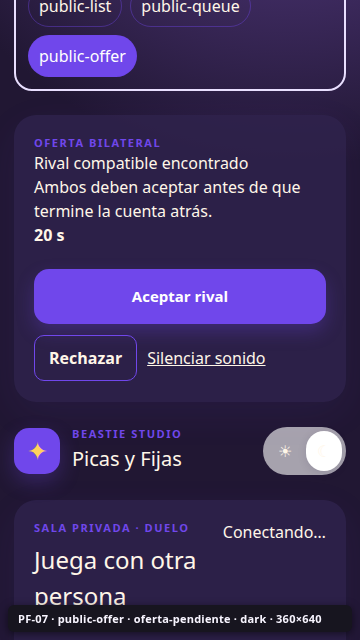 public-list public-queue
public-offer
OFERTA BILATERAL
Rival compatible encontrado
Ambos deben aceptar antes de que
termine la cuenta atrás.
20 s
Aceptar rival
Rechazar Silenciar sonido
BEASTIE STUDIO
Picas y Fijas
SALA PRIVADA · DUELO
Conectando...
Juega con otra
persona
PF-07 · public-offer · oferta-pendiente · dark · 360×640